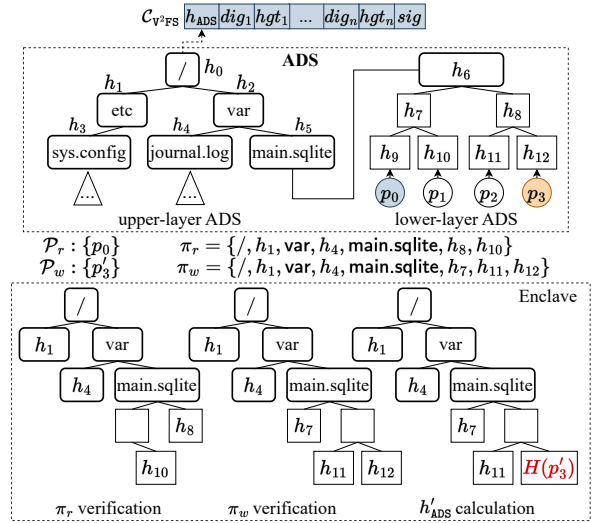 𝒞_V²FS h_ADS dig_1 hgt_1 ... dig_n hgt_n sig
ADS
/ h_0
h_1 h_2
etc var
h_3 h_4 h_5
sys.config journal.log main.sqlite
... ...
upper-layer ADS
h_6
h_7 h_8
h_9 h_10 h_11 h_12
p_0 p_1 p_2 p_3
lower-layer ADS
𝒫_r : {p_0} π_r = {/, h_1, var, h_4, main.sqlite, h_8, h_10}
𝒫_w : {p′_3} π_w = {/, h_1, var, h_4, main.sqlite, h_7, h_11, h_12}
Enclave
/ / /
h_1 var h_1 var h_1 var
h_4 main.sqlite h_4 main.sqlite h_4 main.sqlite
h_8 h_7 h_7
h_10 h_11 h_12 h_11 H(p′_3)
π_r verification π_w verification h′_ADS calculation